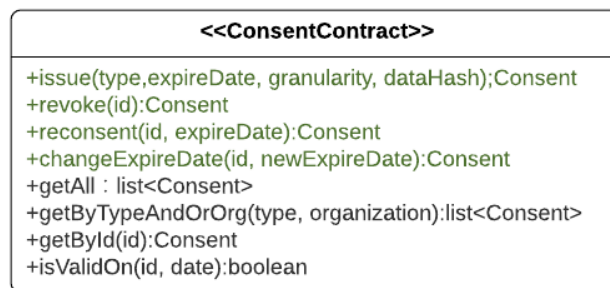 <<ConsentContract>>
+issue(type,expireDate, granularity, dataHash);Consent
+revoke(id):Consent
+reconsent(id, expireDate):Consent
+changeExpireDate(id, newExpireDate):Consent
+getAll : list<Consent>
+getByTypeAndOrOrg(type, organization):list<Consent>
+getById(id):Consent
+isValidOn(id, date):boolean